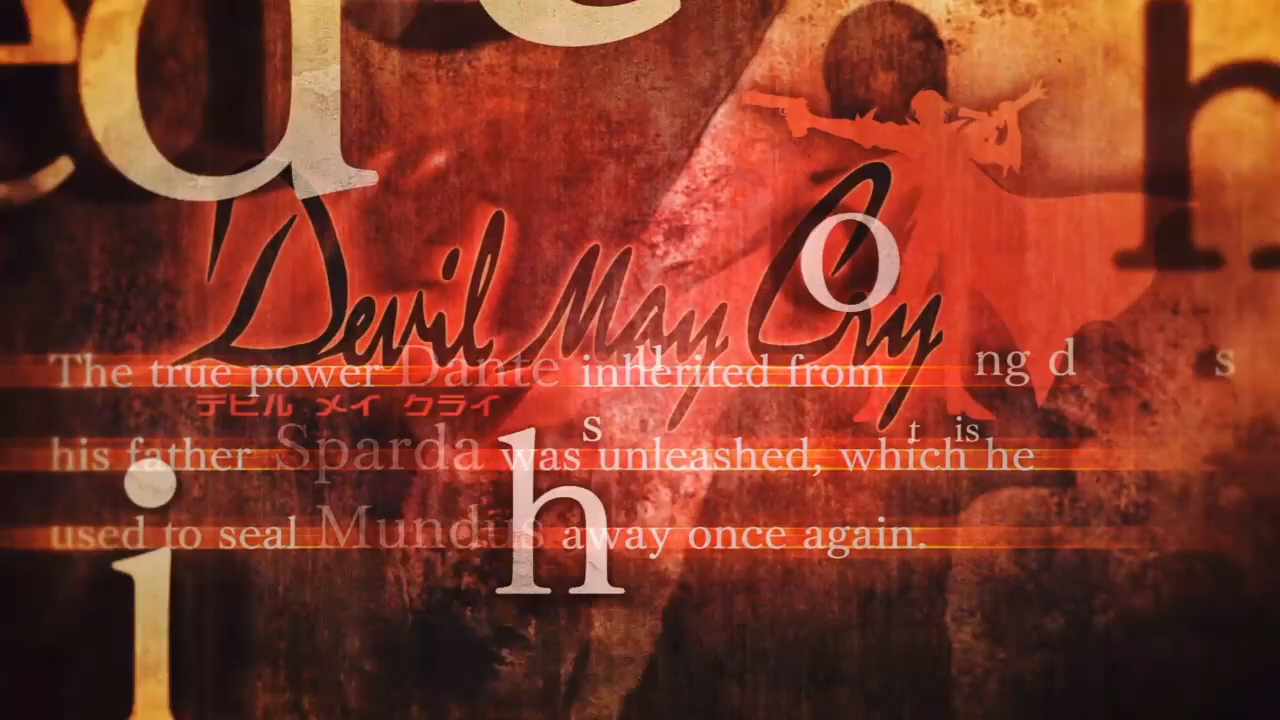 Devil May Cry
The true power Dante inherited from
デビル メイ クライ
his father Sparda was unleashed, which he
used to seal Mundus away once again.